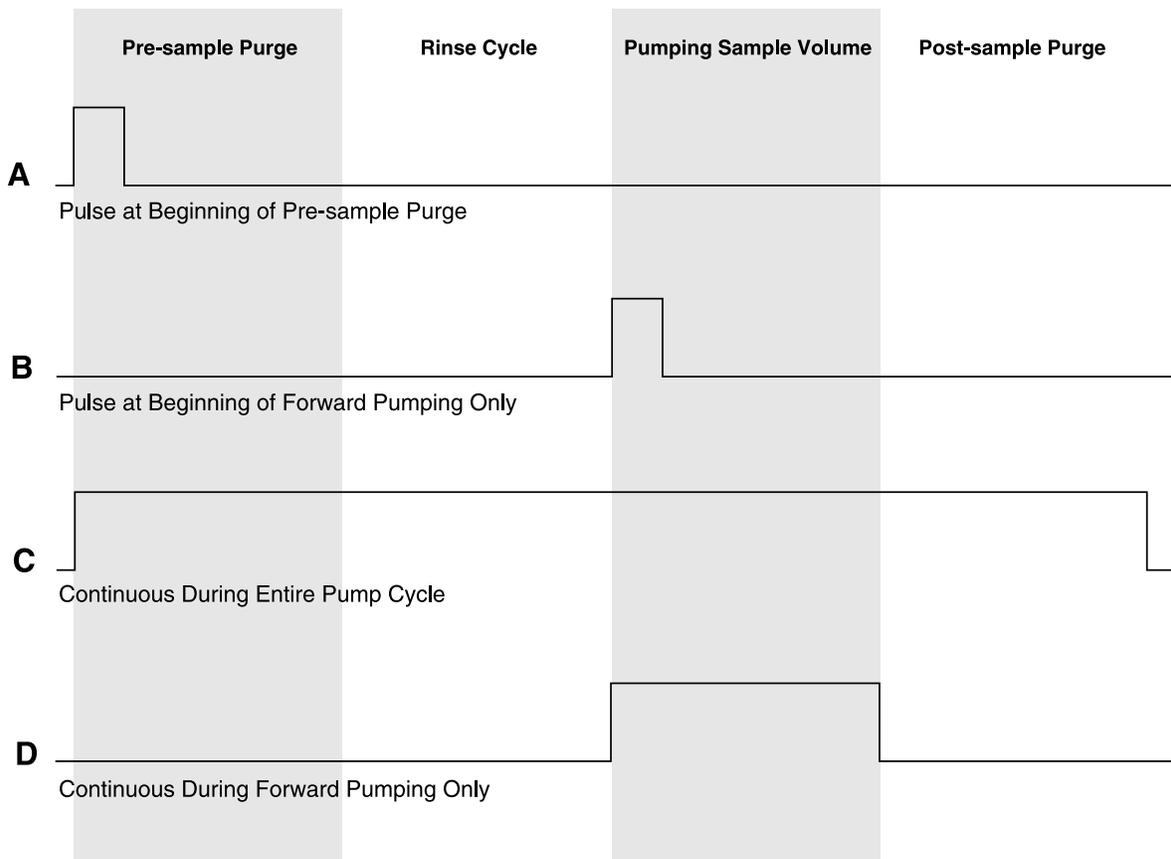 Pre-sample Purge Rinse Cycle Pumping Sample Volume Post-sample Purge
A
Pulse at Beginning of Pre-sample Purge
B
Pulse at Beginning of Forward Pumping Only
C
Continuous During Entire Pump Cycle
D
Continuous During Forward Pumping Only